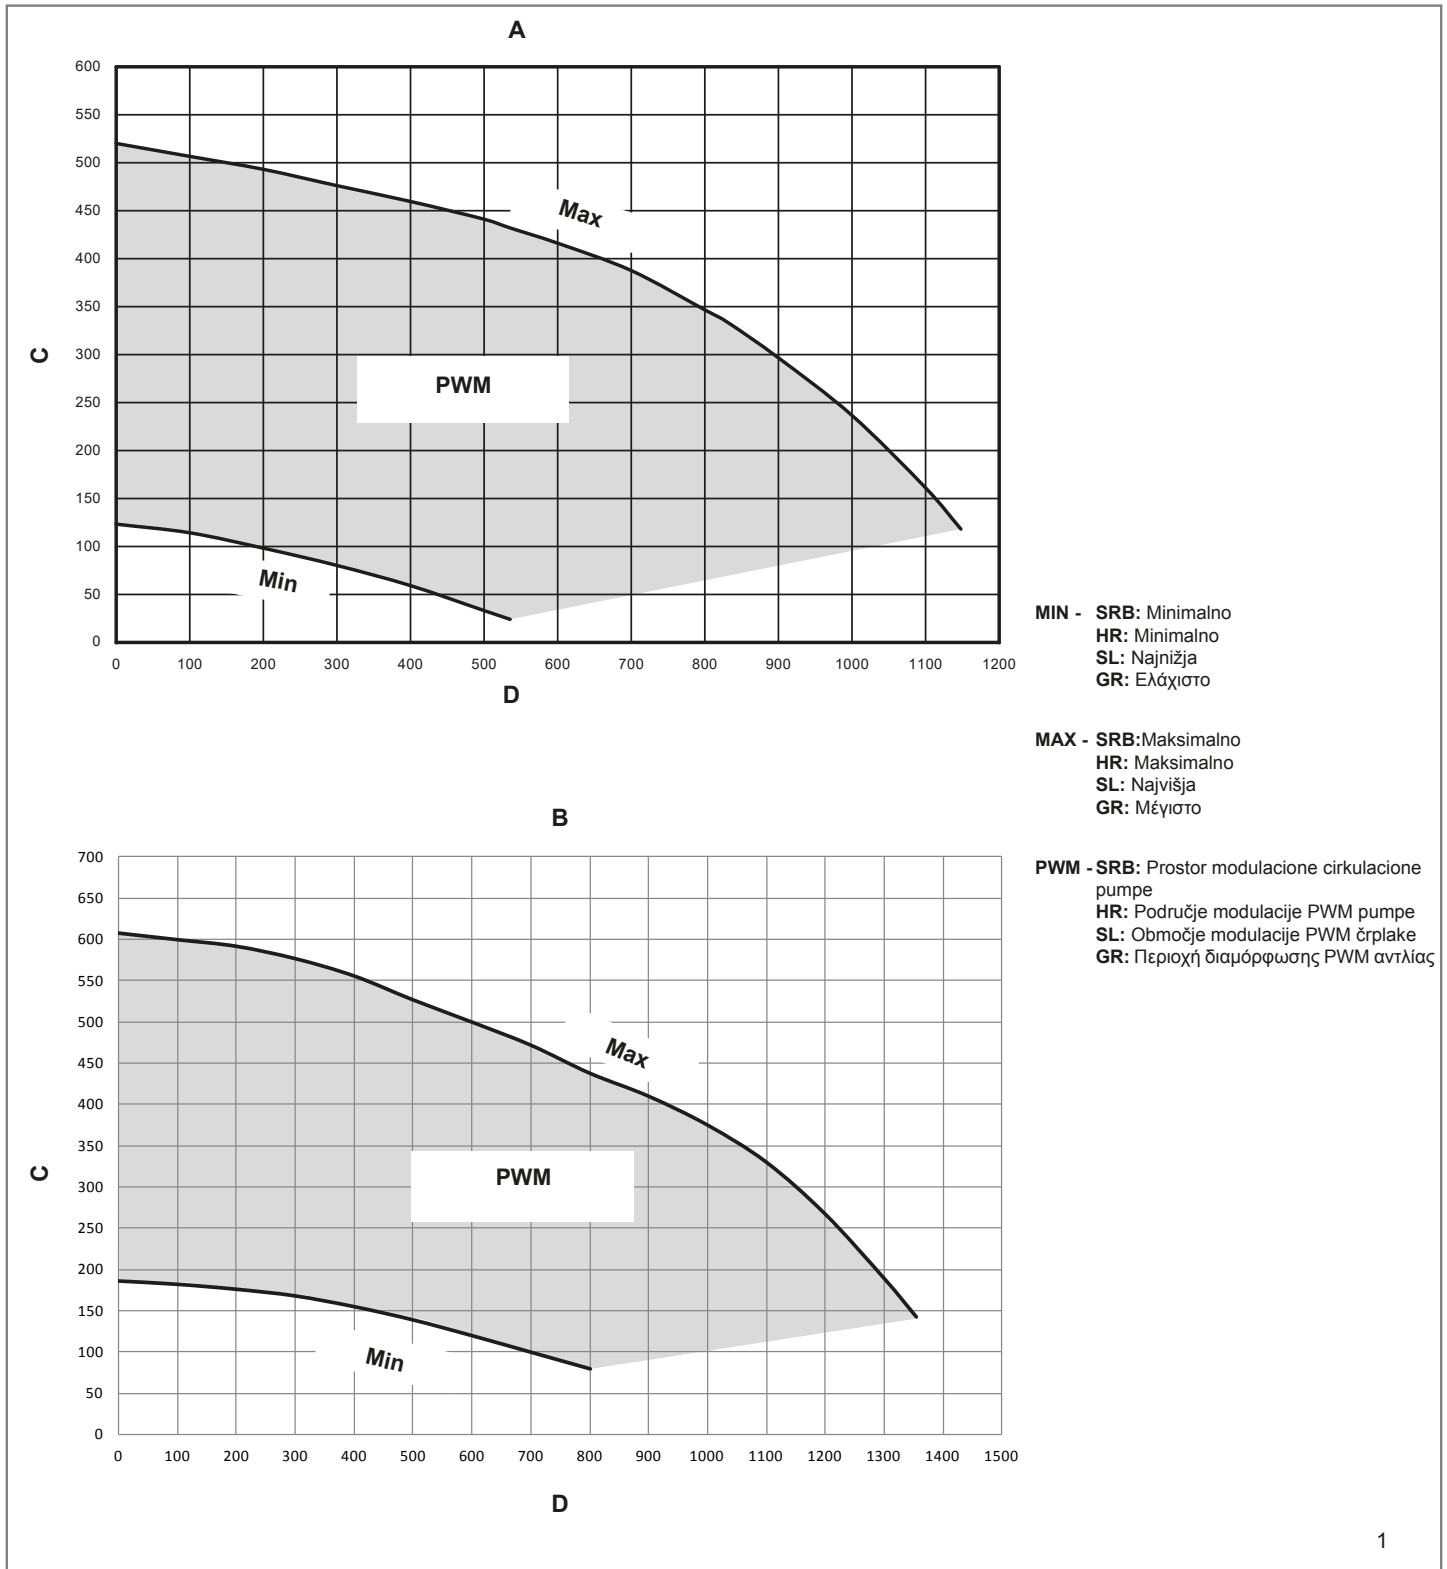 A
600
550
500
450
400
350
300
250
200
150
100
50
0
C
Max
PWM
Min
0 100 200 300 400 500 600 700 800 900 1000 1100 1200
D
MIN - SRB: Minimalno
HR: Minimalno
SL: Najnižja
GR: Ελάχιστο
MAX - SRB:Maksimalno
HR: Maksimalno
SL: Najvišja
GR: Μέγιστο
PWM - SRB: Prostor modulacione cirkulacione
pumpe
HR: Područje modulacije PWM pumpe
SL: Območje modulacije PWM črplake
GR: Περιοχή διαμόρφωσης PWM αντλίας
B
700
650
600
550
500
450
400
350
300
250
200
150
100
50
0
C
Max
PWM
Min
0 100 200 300 400 500 600 700 800 900 1000 1100 1200 1300 1400 1500
D
1